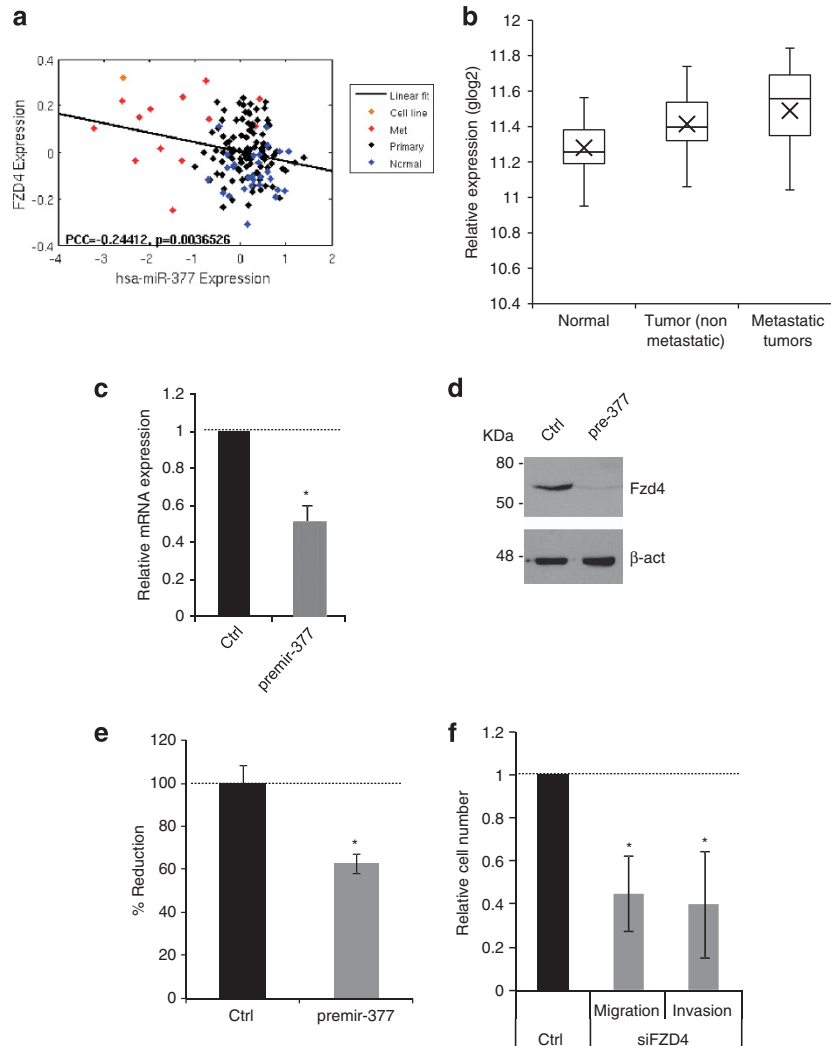 a
0.4
0.2
0
-0.2
-0.4
FZD4 Expression
PCC=-0.24412, p=0.0036526
-4 -3 -2 -1 0 1 2
hsa-miR-377 Expression
Linear fit
Cell line
Met
Primary
Normal
b
12
11.8
11.6
11.4
11.2
11
10.8
10.6
10.4
Relative expression (glog2)
Normal
Tumor (non
metastatic)
Metastatic
tumors
c
1.2
1
0.8
0.6
0.4
0.2
0
Relative mRNA expression
*
Ctrl
premir-377
d
Ctrl
pre-377
KDa
80 -
50 -
Fzd4
48 -
β-act
e
120
100
80
60
40
20
0
% Reduction
*
Ctrl
premir-377
f
1.2
1
0.8
0.6
0.4
0.2
0
Relative cell number
*
*
Migration
Invasion
Ctrl
siFZD4